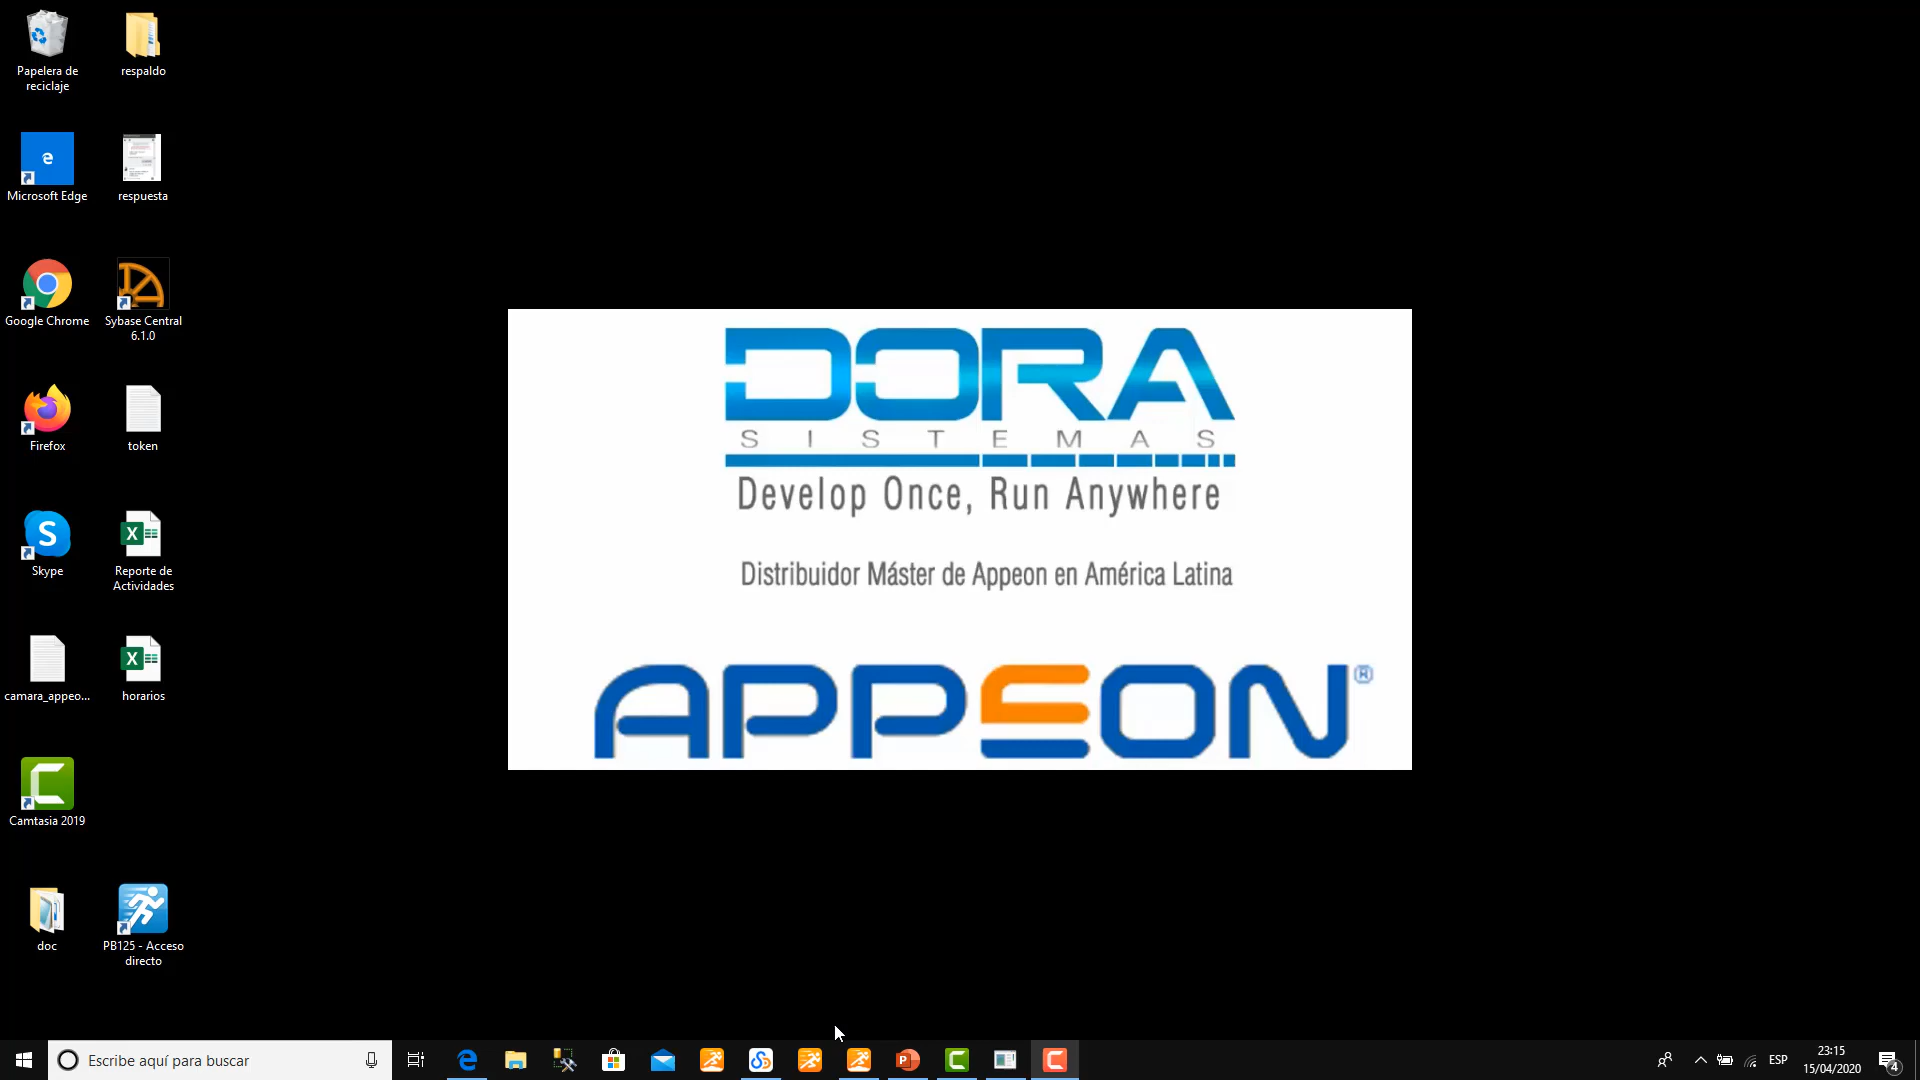 Papelera de
reciclaje
respaldo
Microsoft Edge
respuesta
Google Chrome
Sybase Central
6.1.0
Firefox
token
Skype
Reporte de
Actividades
camara_appeo...
horarios
Camtasia 2019
doc
PB125 - Acceso
directo
DORA
SISTEMAS
Develop Once, Run Anywhere
Distribuidor Máster de Appeon en América Latina
APPEON®
Escribe aquí para buscar
ESP
23:15
15/04/2020
4